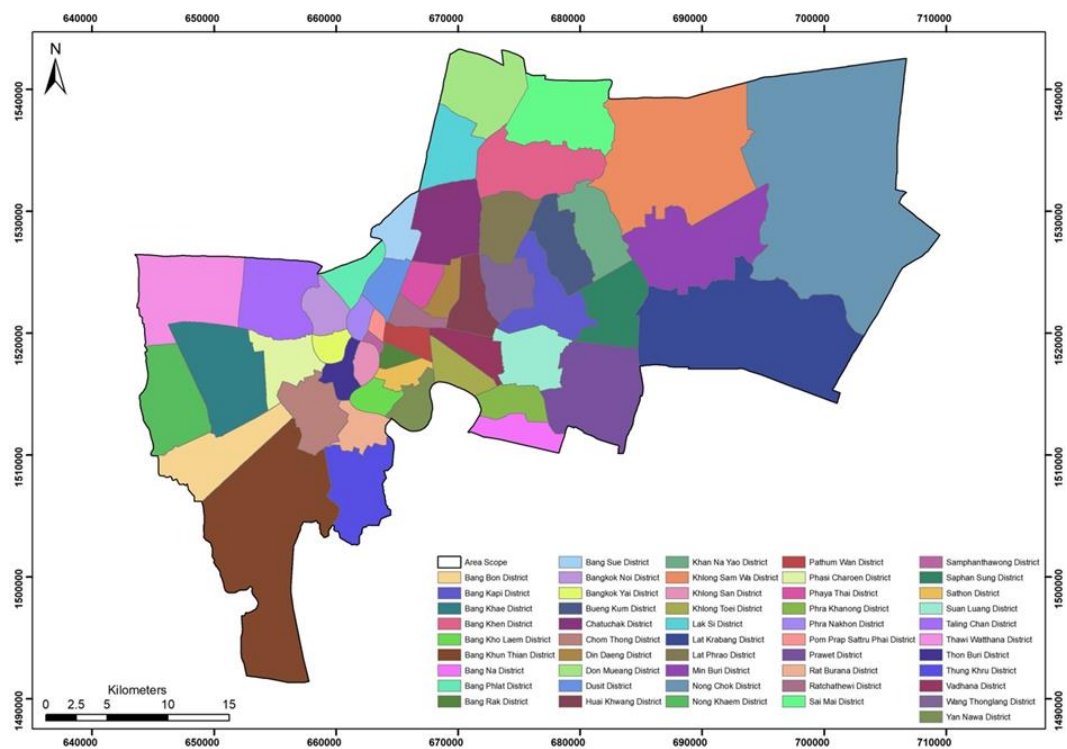 640000 650000 660000 670000 680000 690000 700000 710000
N
1540000 1540000
1530000 1530000
1520000 1520000
1510000 1510000
1500000 1500000
1490000 1490000
Area Scope
Bang Bon District
Bang Kapi District
Bang Khae District
Bang Khen District
Bang Kho Laem District
Bang Khun Thian District
Bang Na District
Bang Phlat District
Bang Rak District
Bang Sue District
Bangkok Noi District
Bangkok Yai District
Bueng Kum District
Chatuchak District
Chom Thong District
Din Daeng District
Don Mueang District
Dusit District
Huai Khwang District
Khan Na Yao District
Khlong Sam Wa District
Khlong San District
Khlong Toei District
Lak Si District
Lat Krabang District
Lat Phrao District
Min Buri District
Nong Chok District
Nong Khaem District
Pathum Wan District
Phasi Charoen District
Phaya Thai District
Phra Khanong District
Phra Nakhon District
Pom Prap Sattru Phai District
Prawet District
Rat Burana District
Ratchathewi District
Sai Mai District
Samphanthawong District
Saphan Sung District
Sathon District
Suan Luang District
Taling Chan District
Thawi Watthana District
Thon Buri District
Thung Khru District
Vadhana District
Wang Thonglang District
Yan Nawa District
Kilometers
0 2.5 5 10 15
640000 650000 660000 670000 680000 690000 700000 710000